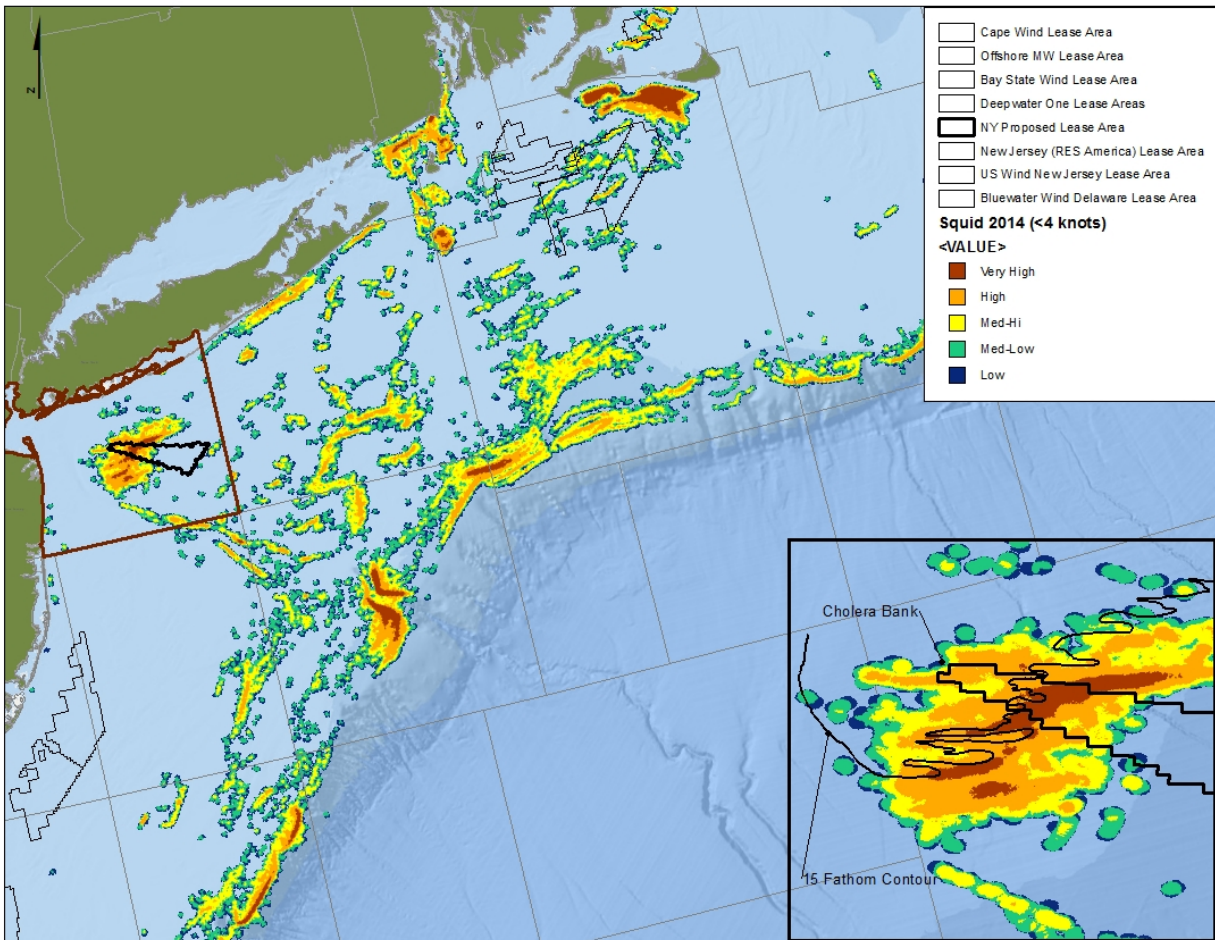 N
Cape Wind Lease Area
Offshore MW Lease Area
Bay State Wind Lease Area
Deepwater One Lease Areas
NY Proposed Lease Area
New Jersey (RES America) Lease Area
US Wind New Jersey Lease Area
Bluewater Wind Delaware Lease Area
Squid 2014 (<4 knots)
<VALUE>
Very High
High
Med-Hi
Med-Low
Low
Cholera Bank
15 Fathom Contour